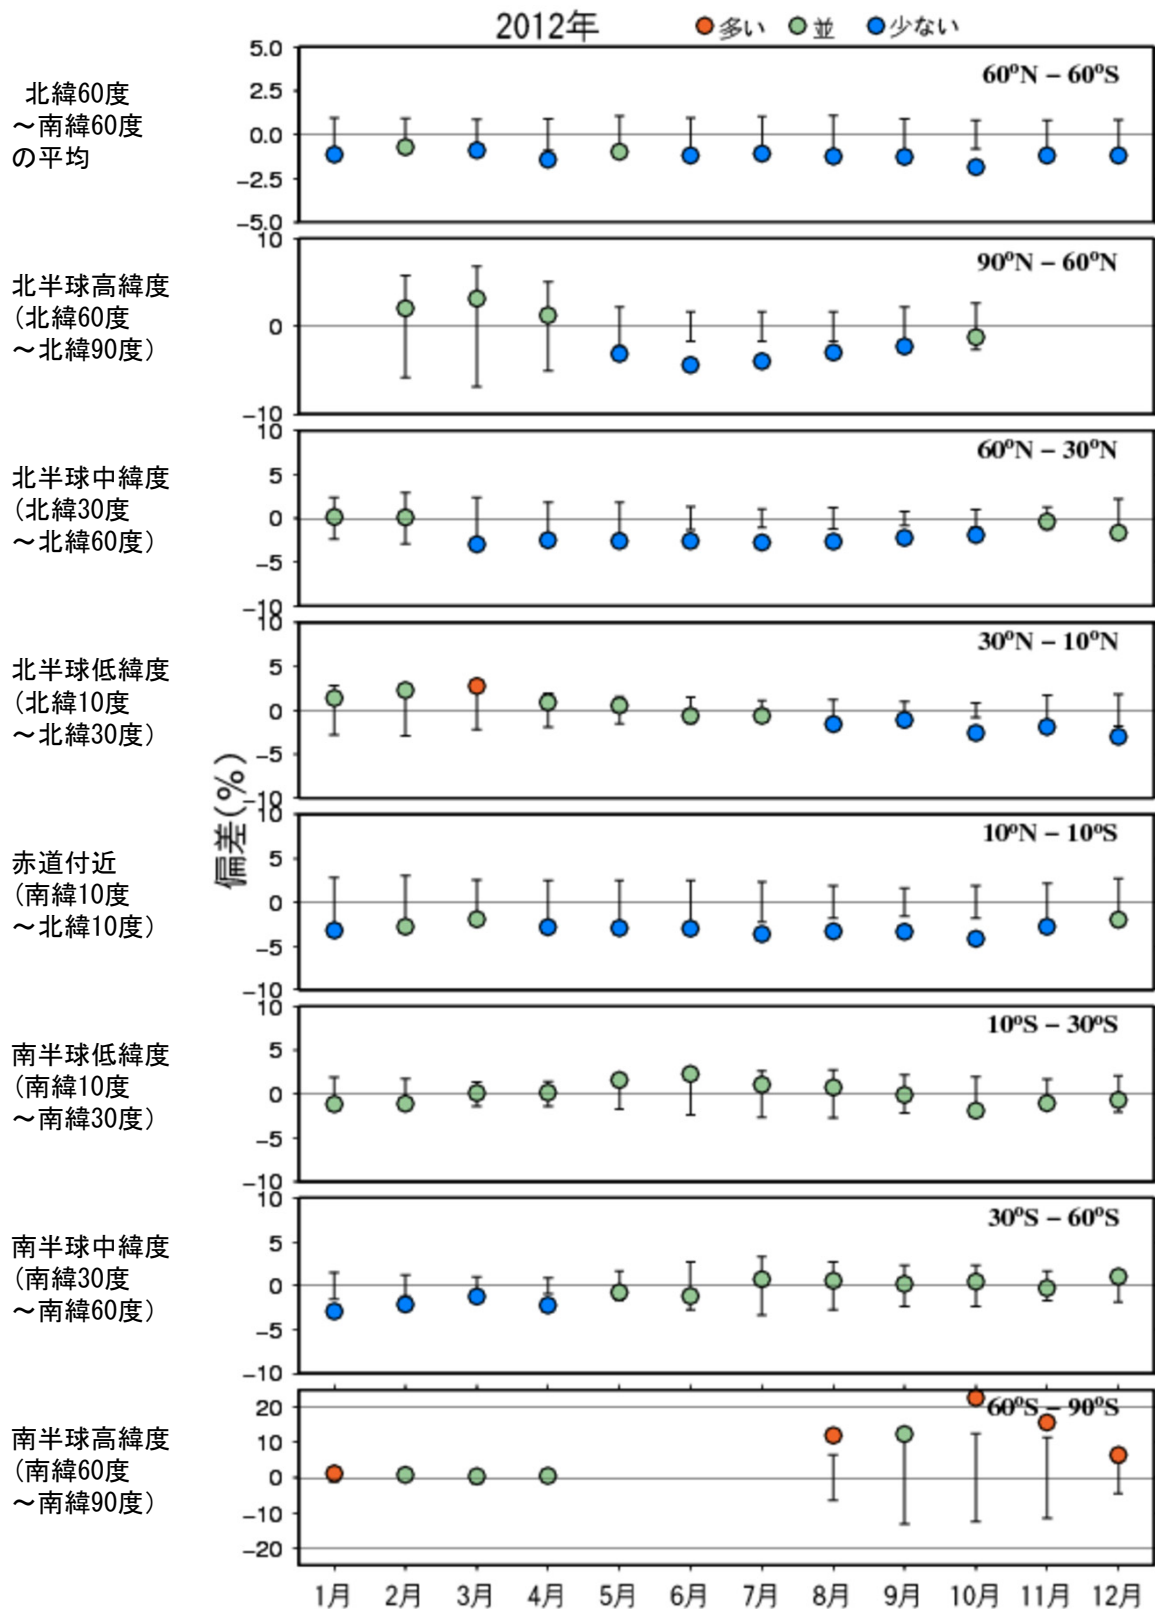 2012年 多い 並 少ない
北緯60度
～南緯60度
の平均
5.0
2.5
0.0
−2.5
−5.0
60°N – 60°S
北半球高緯度
(北緯60度
～北緯90度)
10
0
−10
90°N – 60°N
北半球中緯度
(北緯30度
～北緯60度)
10
5
0
−5
−10
60°N – 30°N
北半球低緯度
(北緯10度
～北緯30度)
10
5
0
−5
−10
30°N – 10°N
偏差(%)
赤道付近
(南緯10度
～北緯10度)
10
5
0
−5
−10
10°N – 10°S
南半球低緯度
(南緯10度
～南緯30度)
10
5
0
−5
−10
10°S – 30°S
南半球中緯度
(南緯30度
～南緯60度)
10
5
0
−5
−10
30°S – 60°S
南半球高緯度
(南緯60度
～南緯90度)
20
10
0
−10
−20
60°S – 90°S
1月 2月 3月 4月 5月 6月 7月 8月 9月 10月 11月 12月